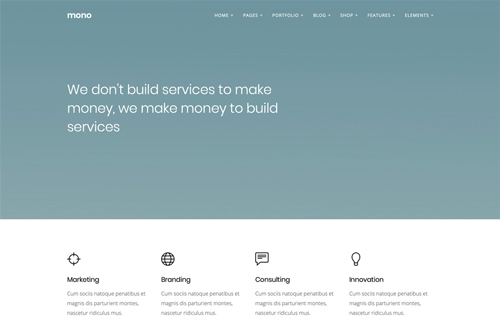 mono
HOME PAGES PORTFOLIO BLOG SHOP FEATURES ELEMENTS
We don't build services to make
money, we make money to build
services
Marketing Branding Consulting Innovation
Cum sociis natoque penatibus et Cum sociis natoque penatibus et Cum sociis natoque penatibus et Cum sociis natoque penatibus et
magnis dis parturient montes, magnis dis parturient montes, magnis dis parturient montes, magnis dis parturient montes,
nascetur ridiculus mus. nascetur ridiculus mus. nascetur ridiculus mus. nascetur ridiculus mus.